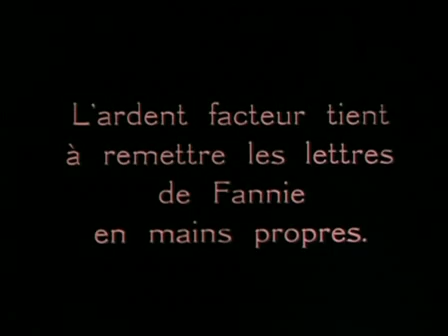 L'ardent facteur tient
à remettre les lettres
de Fannie
en mains propres.